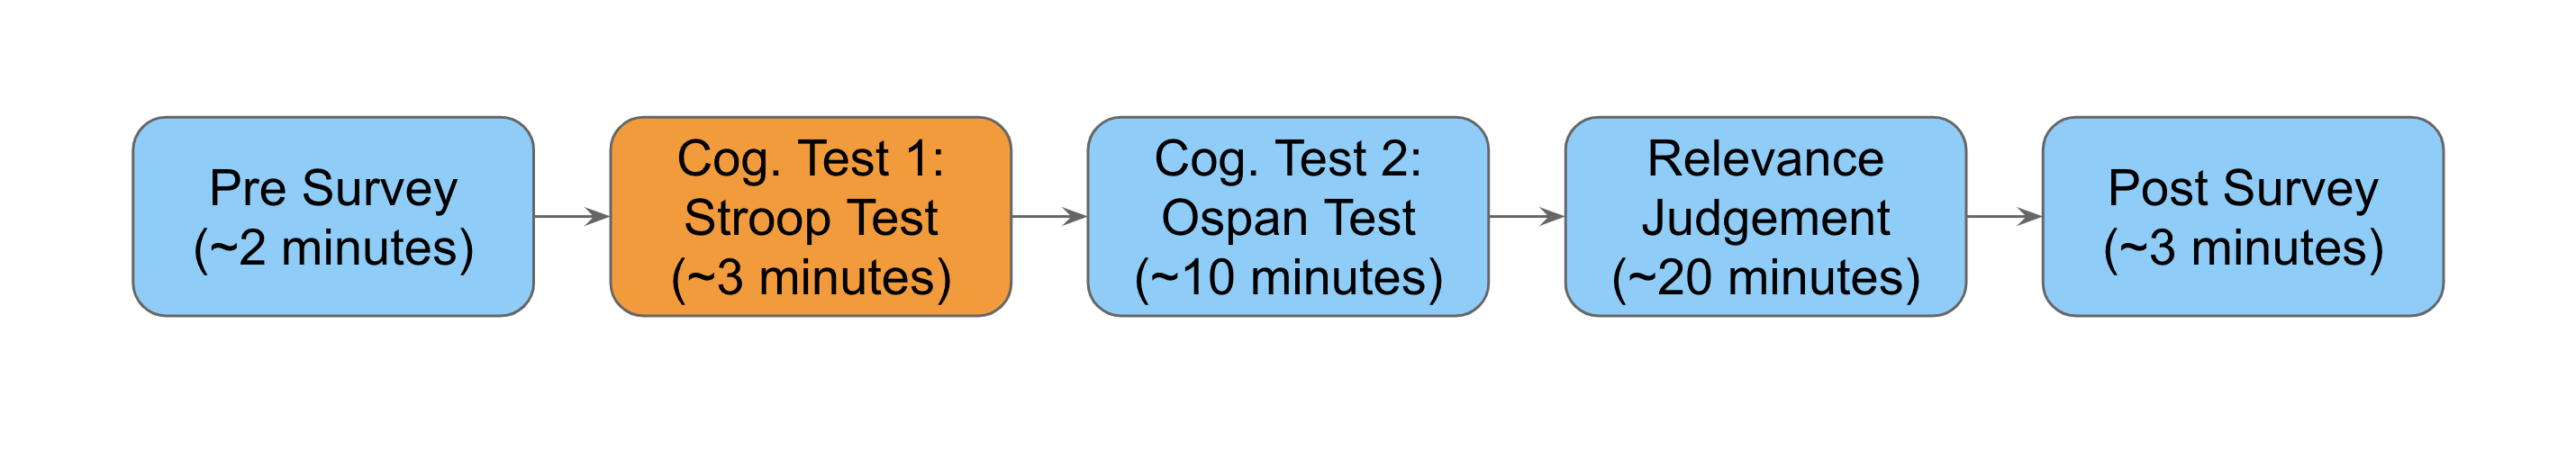 Pre Survey
(~2 minutes)
Cog. Test 1:
Stroop Test
(~3 minutes)
Cog. Test 2:
Ospan Test
(~10 minutes)
Relevance
Judgement
(~20 minutes)
Post Survey
(~3 minutes)